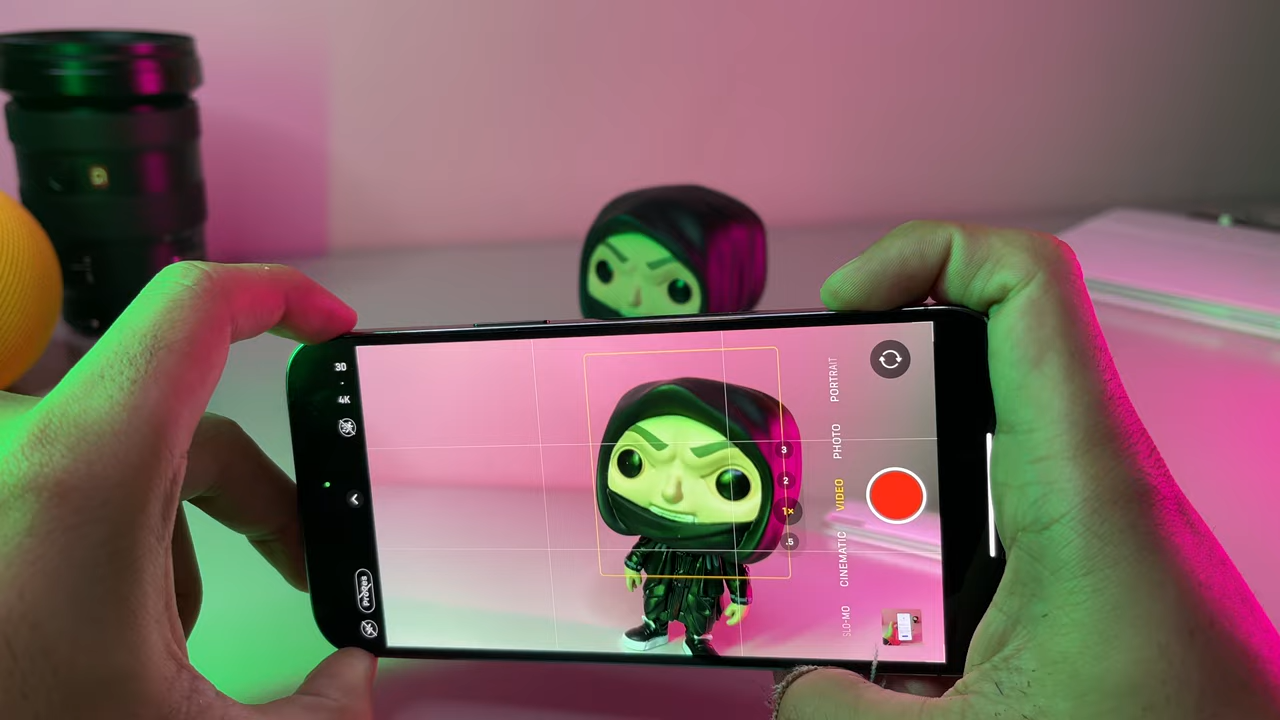 30
4K
ProRes
3
2
1×
.5
PORTRAIT
PHOTO
VIDEO
CINEMATIC
SLO-MO
G